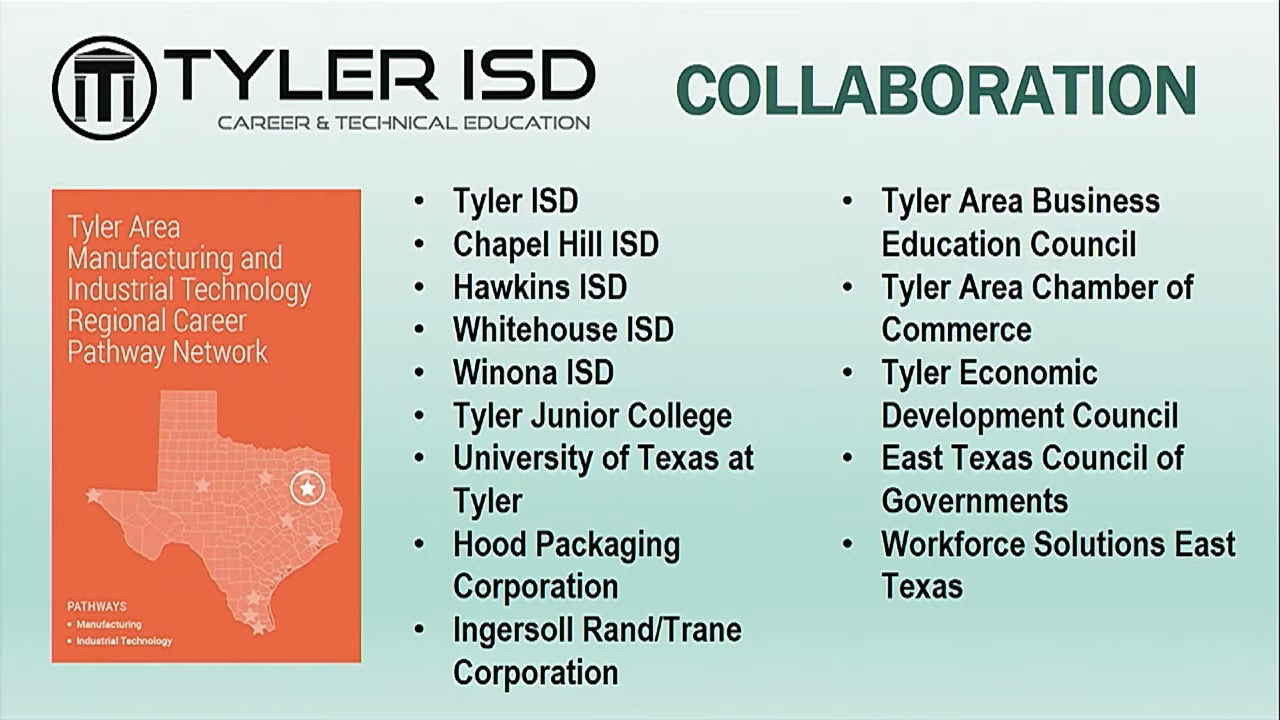 TYLER ISD
CAREER & TECHNICAL EDUCATION
COLLABORATION
Tyler Area
Manufacturing and
Industrial Technology
Regional Career
Pathway Network
PATHWAYS
• Manufacturing
• Industrial Technology
• Tyler ISD
• Chapel Hill ISD
• Hawkins ISD
• Whitehouse ISD
• Winona ISD
• Tyler Junior College
• University of Texas at
Tyler
• Hood Packaging
Corporation
• Ingersoll Rand/Trane
Corporation
• Tyler Area Business
Education Council
• Tyler Area Chamber of
Commerce
• Tyler Economic
Development Council
• East Texas Council of
Governments
• Workforce Solutions East
Texas